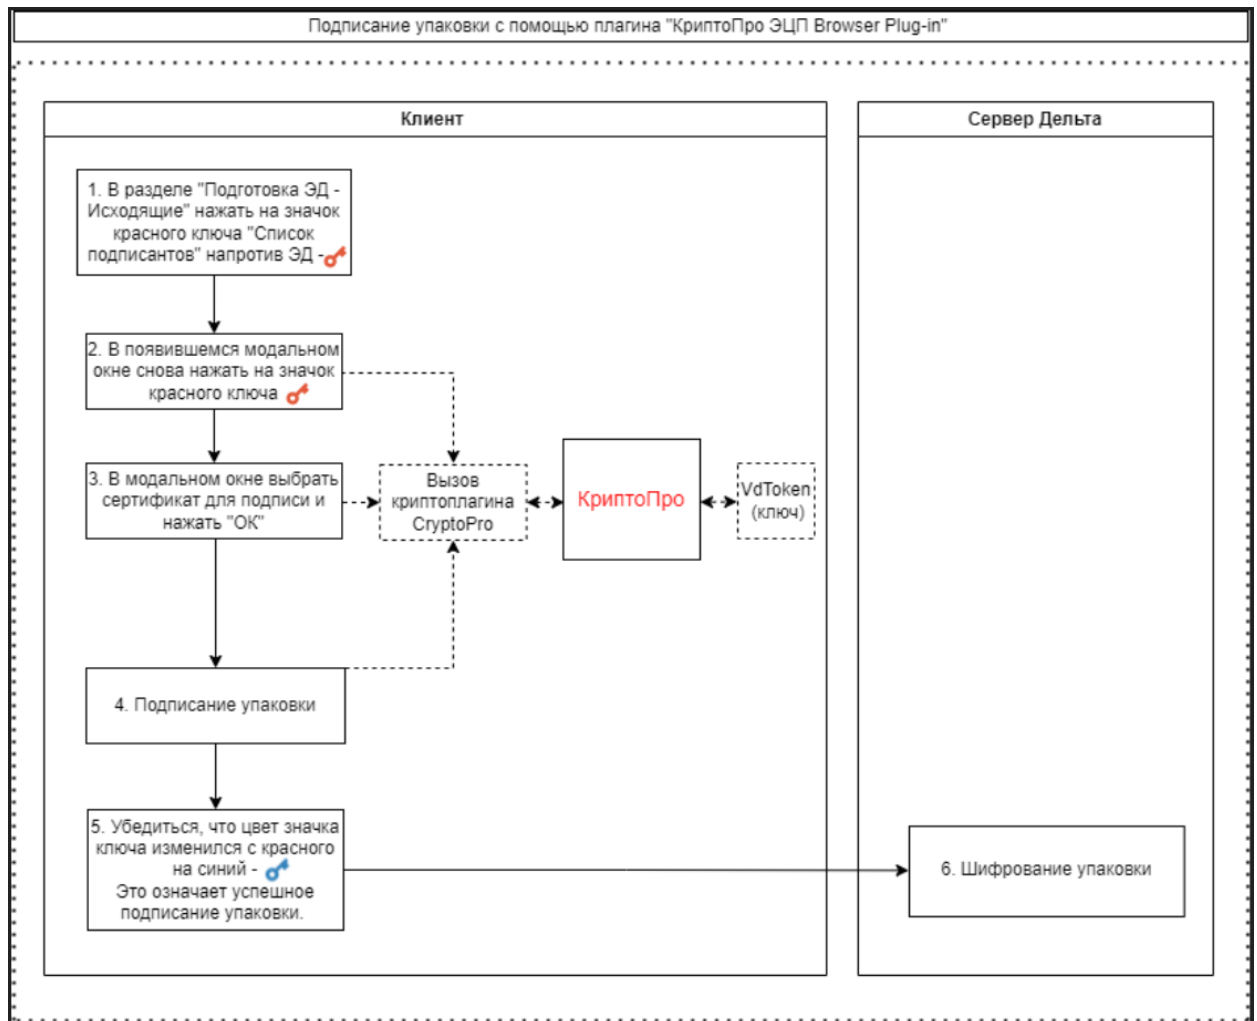 Подписание упаковки с помощью плагина "КриптоПро ЭЦП Browser Plug-in"
Клиент
Сервер Дельта
1. В разделе "Подготовка ЭД -
Исходящие" нажать на значок
красного ключа "Список
подписантов" напротив ЭД -
2. В появившемся модальном
окне снова нажать на значок
красного ключа
3. В модальном окне выбрать
сертификат для подписи и
нажать "ОК"
Вызов
криптоплагина
CryptoPro
КриптоПро
VdToken
(ключ)
4. Подписание упаковки
5. Убедиться, что цвет значка
ключа изменился с красного
на синий -
Это означает успешное
подписание упаковки.
6. Шифрование упаковки